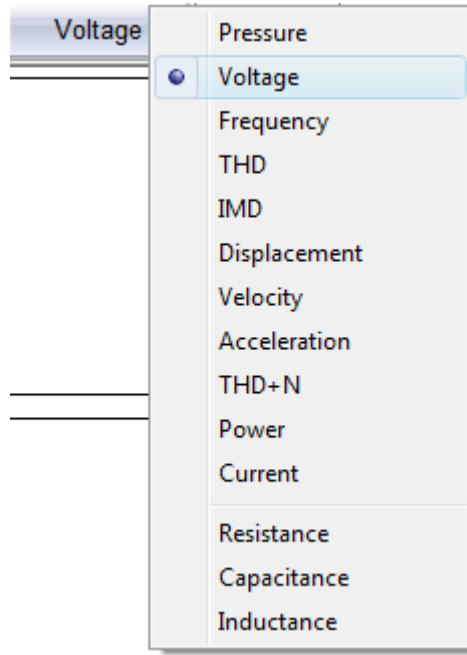 Voltage
Pressure
Voltage
Frequency
THD
IMD
Displacement
Velocity
Acceleration
THD+N
Power
Current
Resistance
Capacitance
Inductance